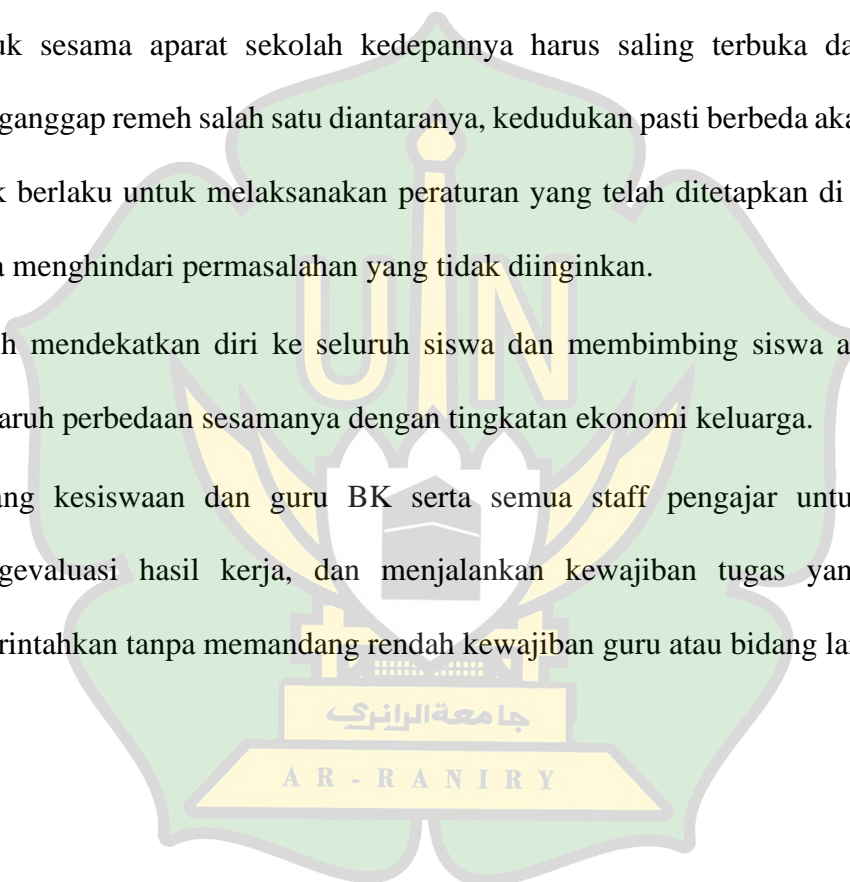 uk sesama aparat sekolah kedepannya harus saling terbuka da
ganggap remeh salah satu diantaranya, kedudukan pasti berbeda aka
k berlaku untuk melaksanakan peraturan yang telah ditetapkan di
a menghindari permasalahan yang tidak diinginkan.
h mendekatkan diri ke seluruh siswa dan membimbing siswa a
aruh perbedaan sesamanya dengan tingkatan ekonomi keluarga.
ang kesiswaan dan guru BK serta semua staff pengajar untu
gevaluasi hasil kerja, dan menjalankan kewajiban tugas yan
rintahkan tanpa memandang rendah kewajiban guru atau bidang la
UIN
جامعة الرانري
AR-RANIRY